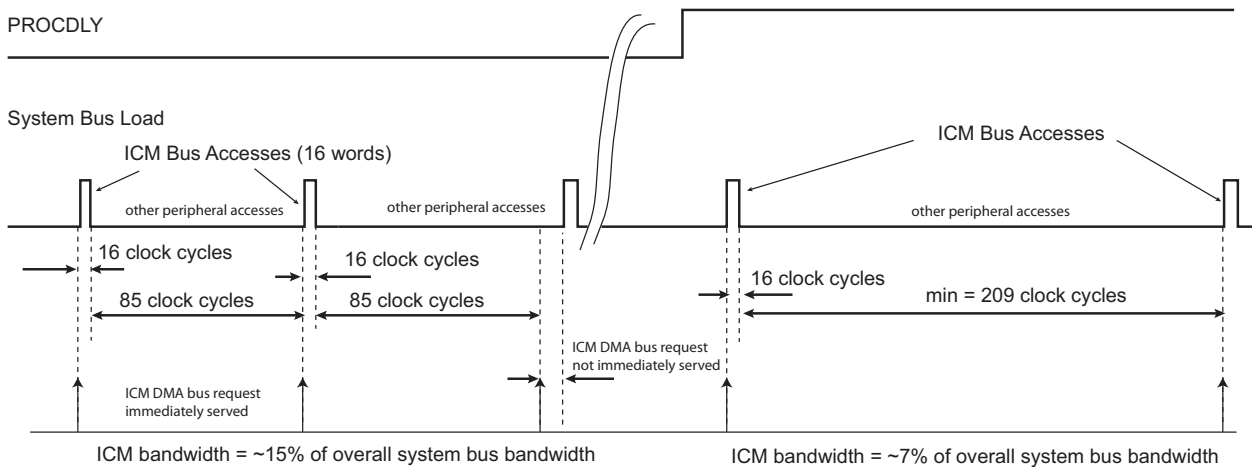 PROCDLY
System Bus Load
ICM Bus Accesses (16 words)
ICM Bus Accesses
other peripheral accesses
other peripheral accesses
other peripheral accesses
16 clock cycles
16 clock cycles
16 clock cycles
85 clock cycles
85 clock cycles
min = 209 clock cycles
ICM DMA bus request
not immediately served
ICM DMA bus request
immediately served
ICM bandwidth = ~15% of overall system bus bandwidth
ICM bandwidth = ~7% of overall system bus bandwidth